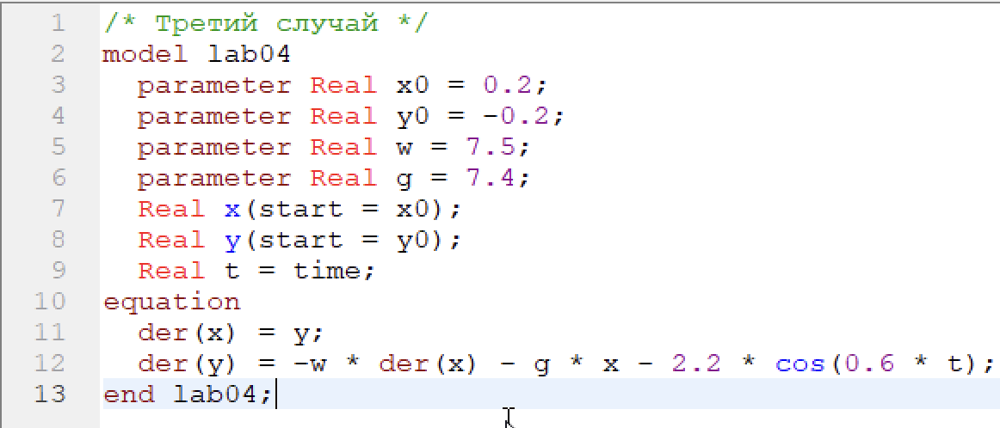 1 /* Третий случай */
2 model lab04
3   parameter Real x0 = 0.2;
4   parameter Real y0 = -0.2;
5   parameter Real w = 7.5;
6   parameter Real g = 7.4;
7   Real x(start = x0);
8   Real y(start = y0);
9   Real t = time;
10 equation
11   der(x) = y;
12   der(y) = -w * der(x) - g * x - 2.2 * cos(0.6 * t);
13 end lab04;